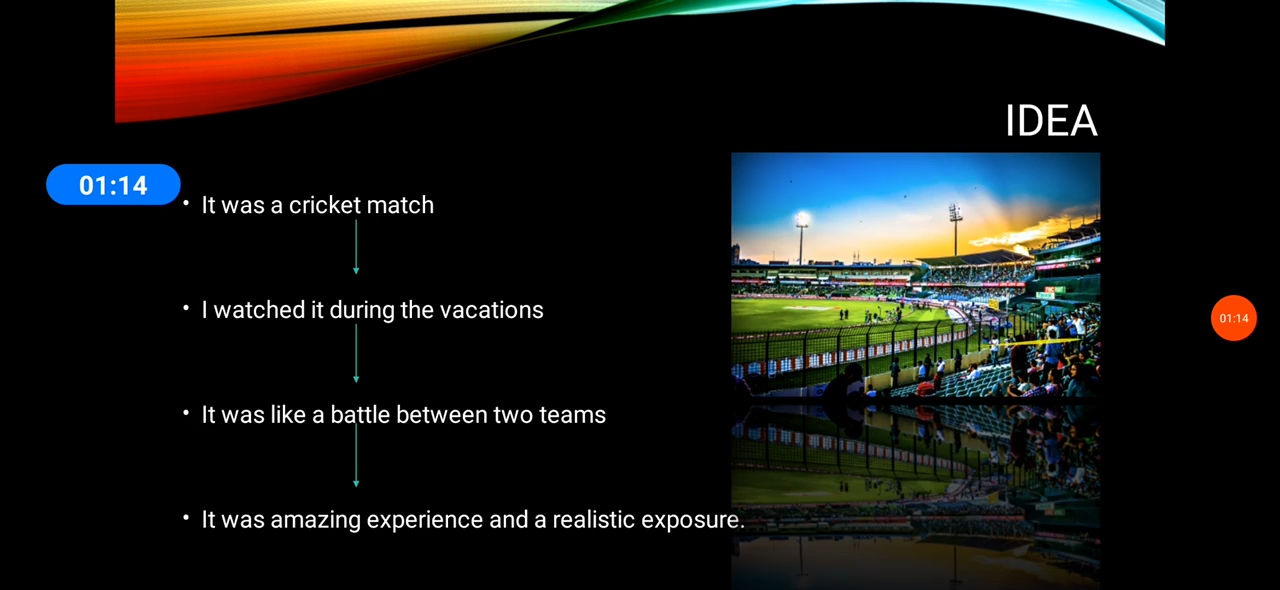 IDEA
01:14
• It was a cricket match
• I watched it during the vacations
• It was like a battle between two teams
• It was amazing experience and a realistic exposure.
01:14